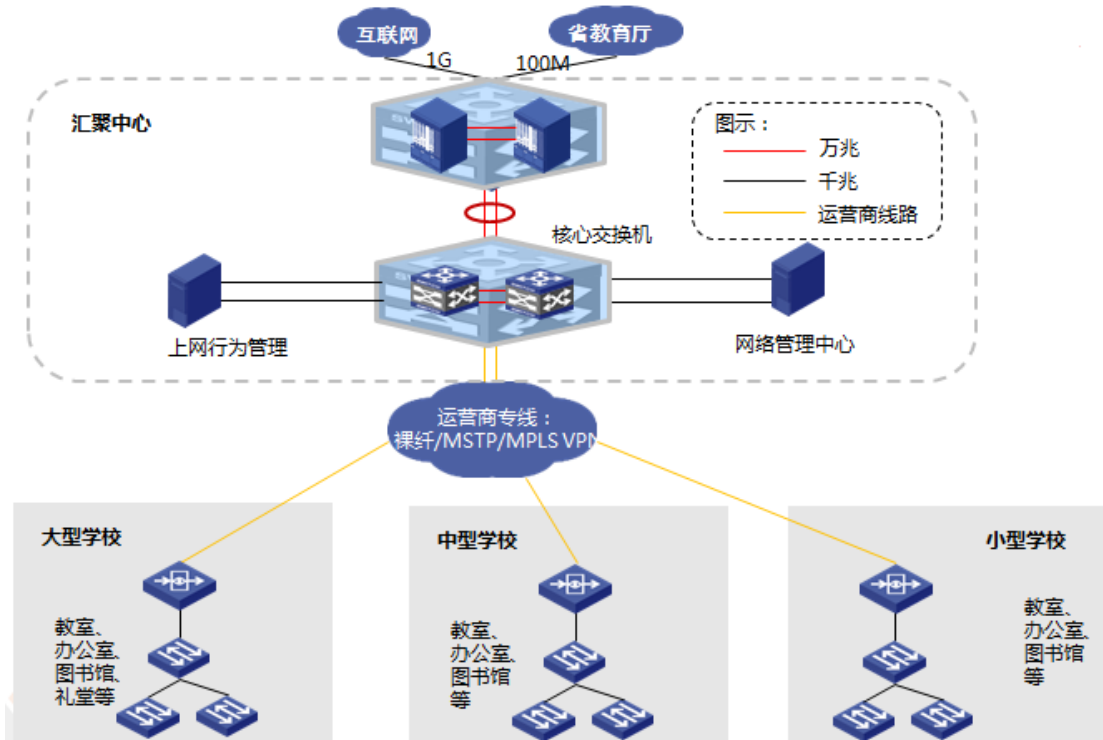 互联网
省教育厅
1G
100M
汇聚中心
图示：
万兆
千兆
运营商线路
核心交换机
上网行为管理
网络管理中心
运营商专线：
裸纤/MSTP/MPLS VPN
大型学校
教室、
办公室、
图书馆、
礼堂等
中型学校
教室、
办公室、
图书馆
等
小型学校
教室、
办公室、
图书馆
等